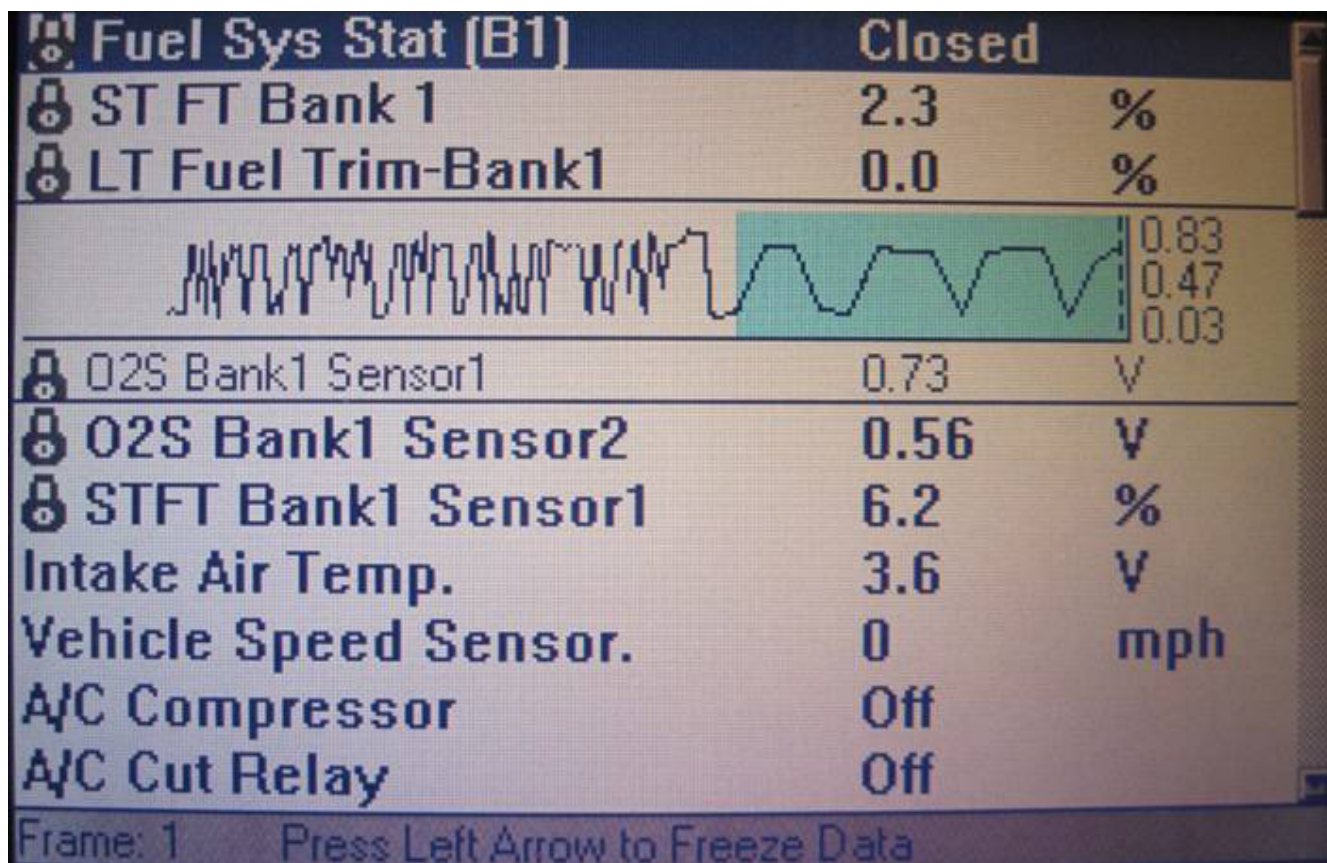 Fuel Sys Stat (B1) Closed
ST FT Bank 1 2.3 %
LT Fuel Trim-Bank1 0.0 %
0.83
0.47
0.03
O2S Bank1 Sensor1 0.73 V
O2S Bank1 Sensor2 0.56 V
STFT Bank1 Sensor1 6.2 %
Intake Air Temp. 3.6 V
Vehicle Speed Sensor. 0 mph
A/C Compressor Off
A/C Cut Relay Off
Frame: 1 Press Left Arrow to Freeze Data